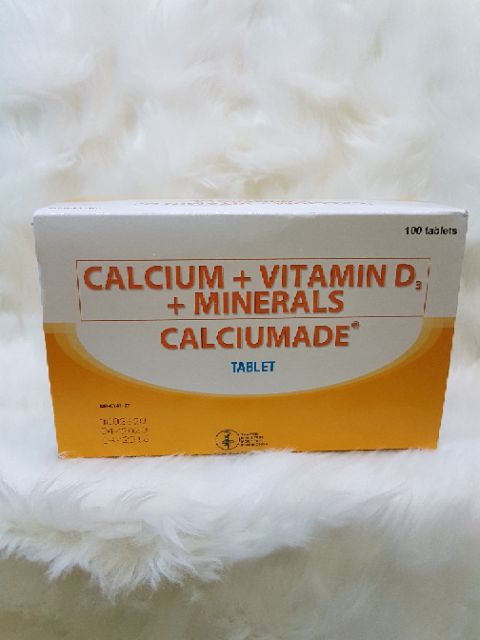 100 tablets
CALCIUM + VITAMIN D3
+ MINERALS
CALCIUMADE®
TABLET